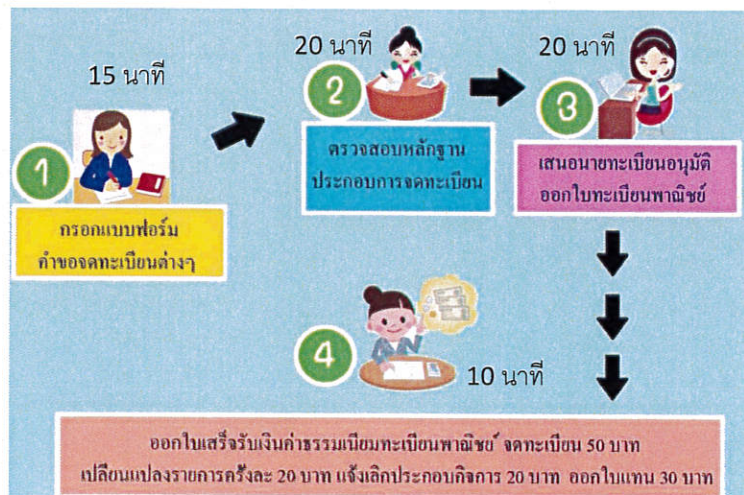 15 นาที
1
กรอกแบบฟอร์ม
คำขอจดทะเบียนต่างๆ
20 นาที
2
ตรวจสอบหลักฐาน
ประกอบการจดทะเบียน
20 นาที
3
เสนอนายทะเบียนอนุมัติ
ออกใบทะเบียนพาณิชย์
4
10 นาที
ออกใบเสร็จรับเงินค่าธรรมเนียมทะเบียนพาณิชย์ จดทะเบียน 50 บาท
เปลี่ยนแปลงรายการครั้งละ 20 บาท แจ้งเลิกประกอบกิจการ 20 บาท ออกใบแทน 30 บาท